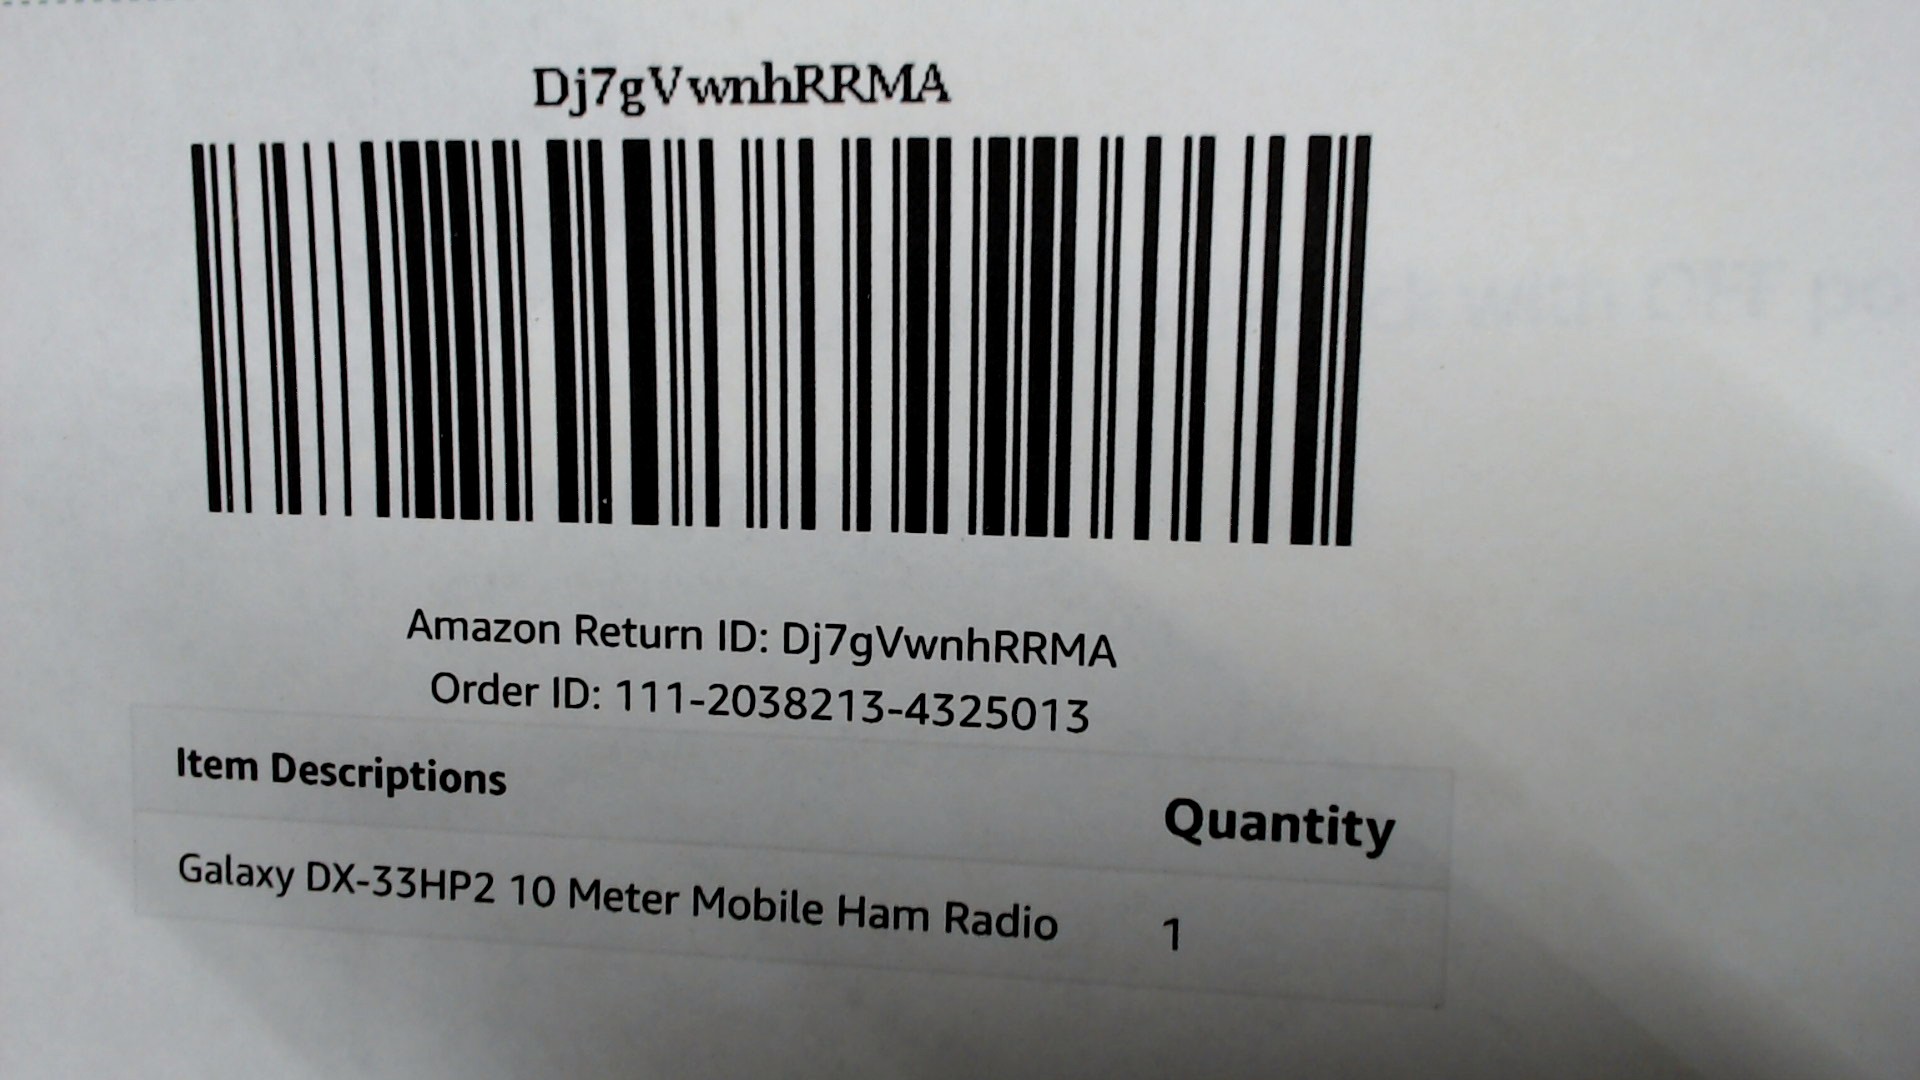 Dj7gVwnhRRMA
Amazon Return ID: Dj7gVwnhRRMA
Order ID: 111-2038213-4325013
Item Descriptions Quantity
Galaxy DX-33HP2 10 Meter Mobile Ham Radio 1